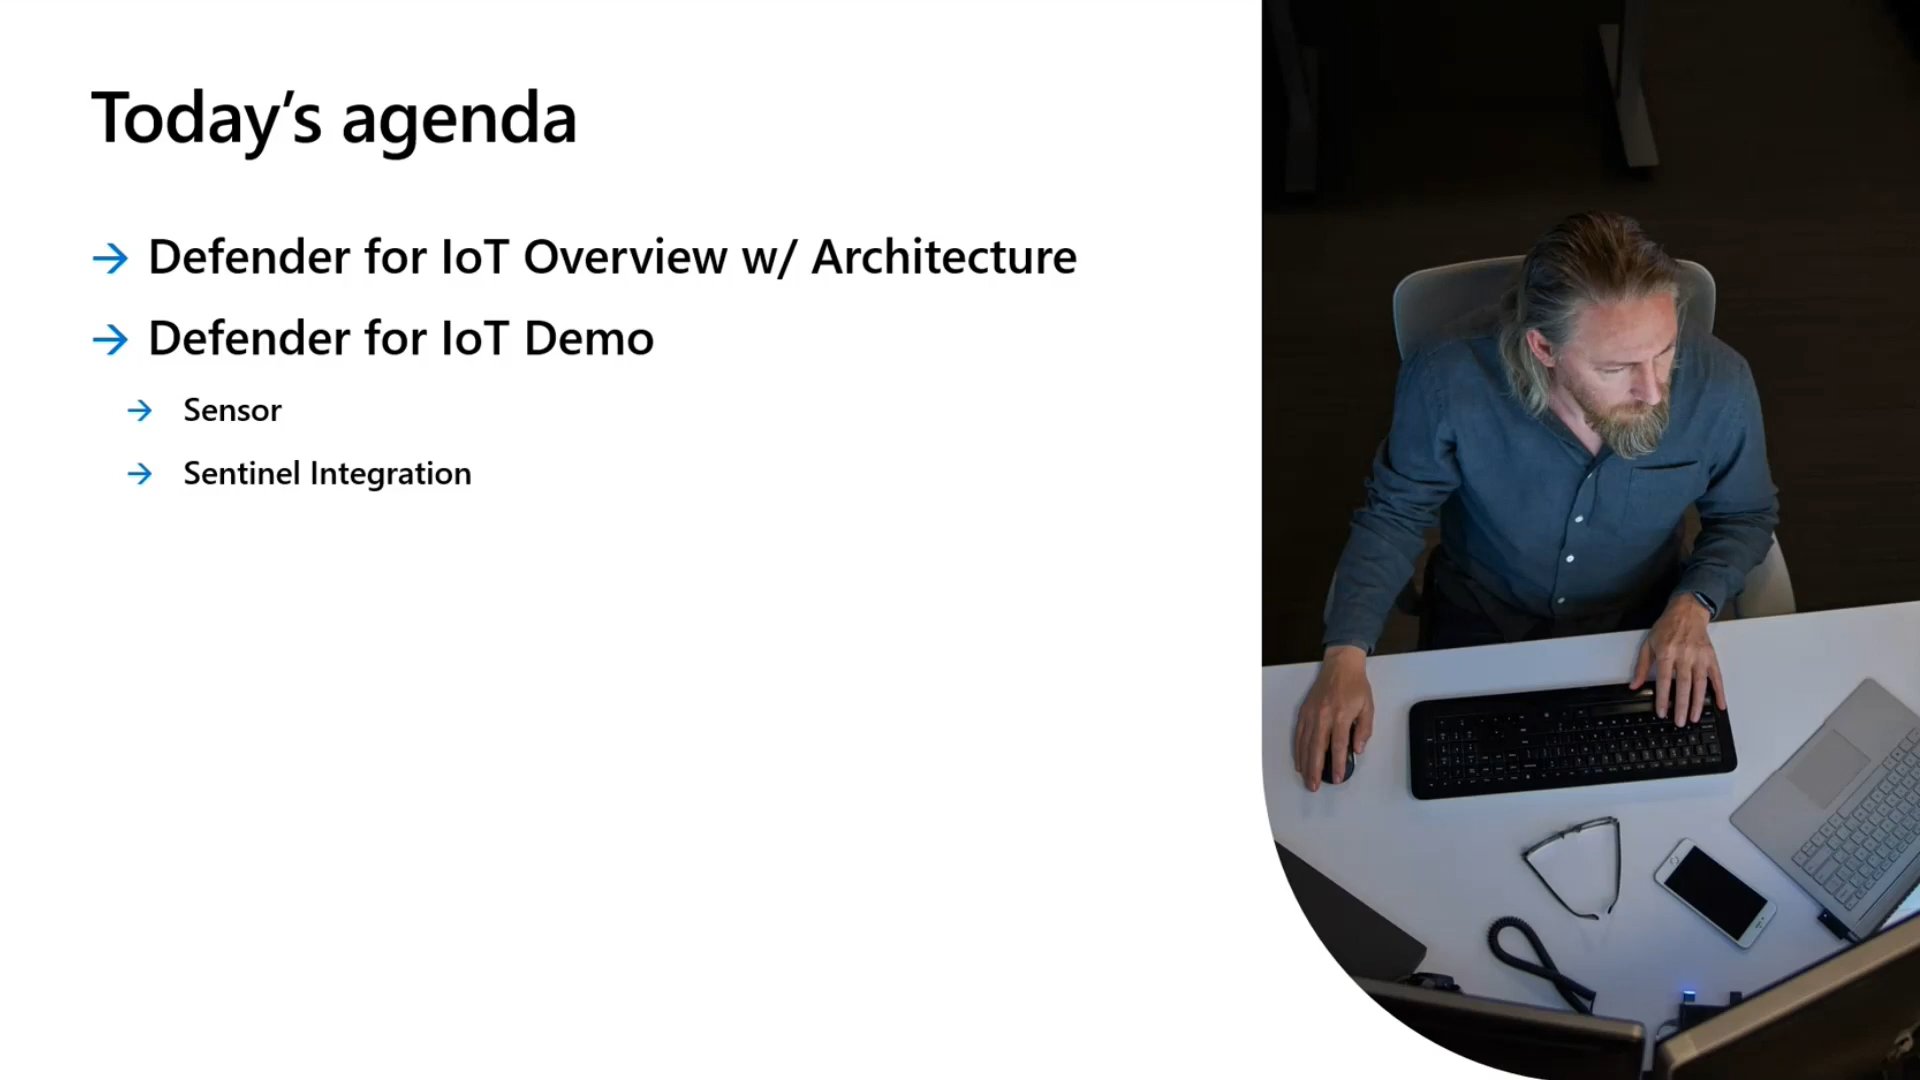 Today’s agenda
→ Defender for IoT Overview w/ Architecture
→ Defender for IoT Demo
→ Sensor
→ Sentinel Integration